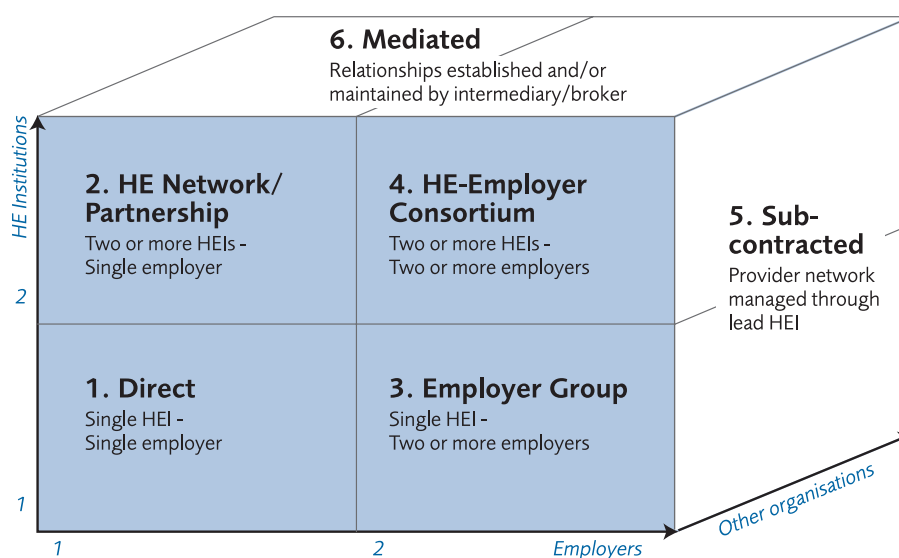 6. Mediated
Relationships established and/or
maintained by intermediary/broker
HE Institutions
2. HE Network/
Partnership
Two or more HEIs -
Single employer
4. HE-Employer
Consortium
Two or more HEIs -
Two or more employers
5. Sub-
contracted
Provider network
managed through
lead HEI
2
1. Direct
Single HEI -
Single employer
3. Employer Group
Single HEI -
Two or more employers
1
Other organisations
1
2
Employers